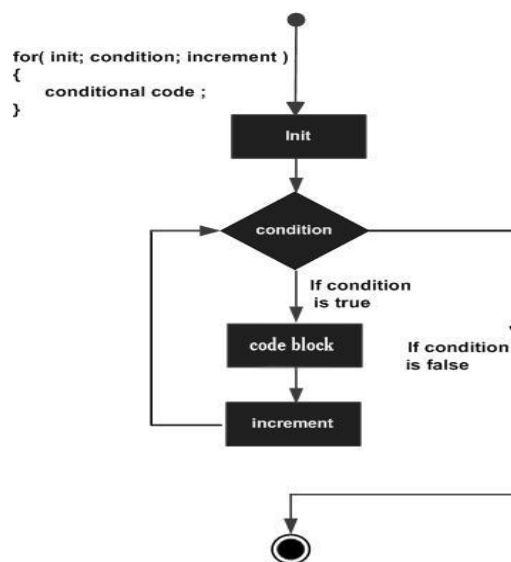 for( init; condition; increment )
{
conditional code ;
}
Init
condition
If condition
is true
code block
If condition
is false
increment